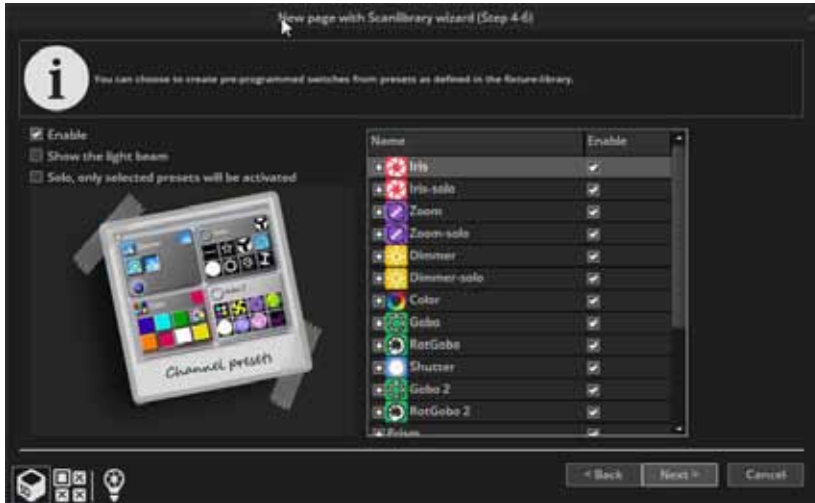 New page with Scanlibrary wizard (Step 4-6)
i
You can choose to create pre-programmed switches from presets as defined in the fixture-library.
Enable
Show the light beam
Solo, only selected presets will be activated
Name Enable
Iris
Iris-solo
Zoom
Zoom-solo
Dimmer
Dimmer-solo
Color
Gobo
RotGobo
Shutter
Gobo 2
RotGobo 2
Prism
Channel presets
< Back Next > Cancel